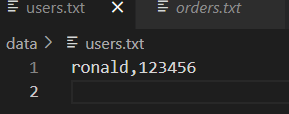 users.txt × orders.txt
data > users.txt
1 ronald,123456
2